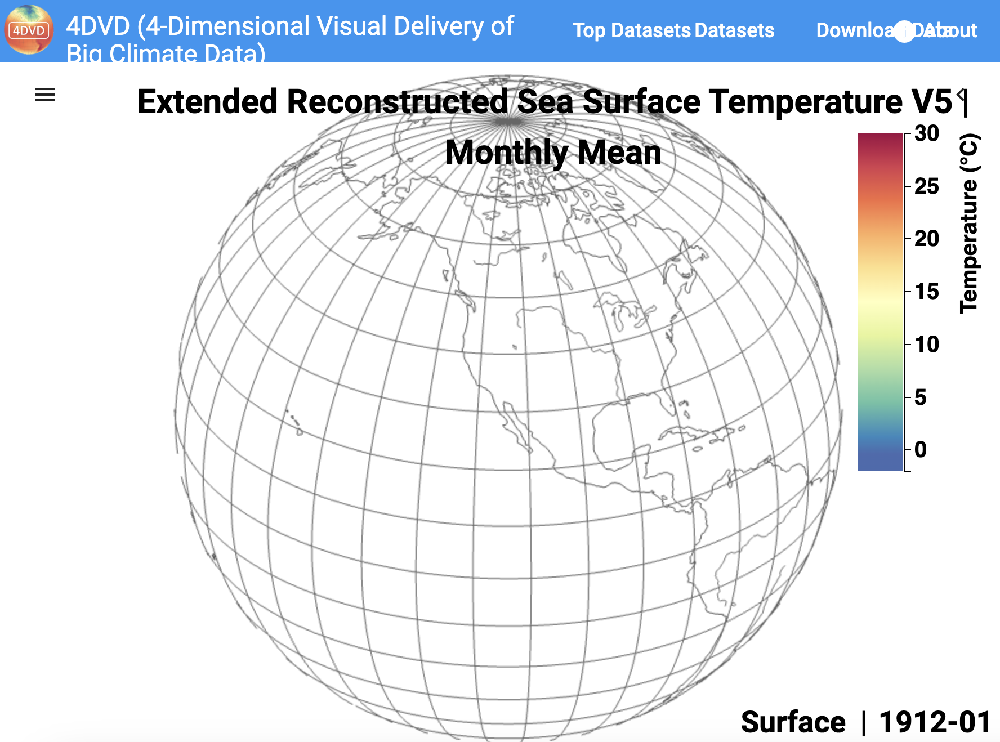 4DVD
4DVD (4-Dimensional Visual Delivery of
Big Climate Data)
Top Datasets
Datasets
Download Data
About
Extended Reconstructed Sea Surface Temperature V5
Monthly Mean
30
25
20
15
10
5
0
Temperature (°C)
Surface | 1912-01